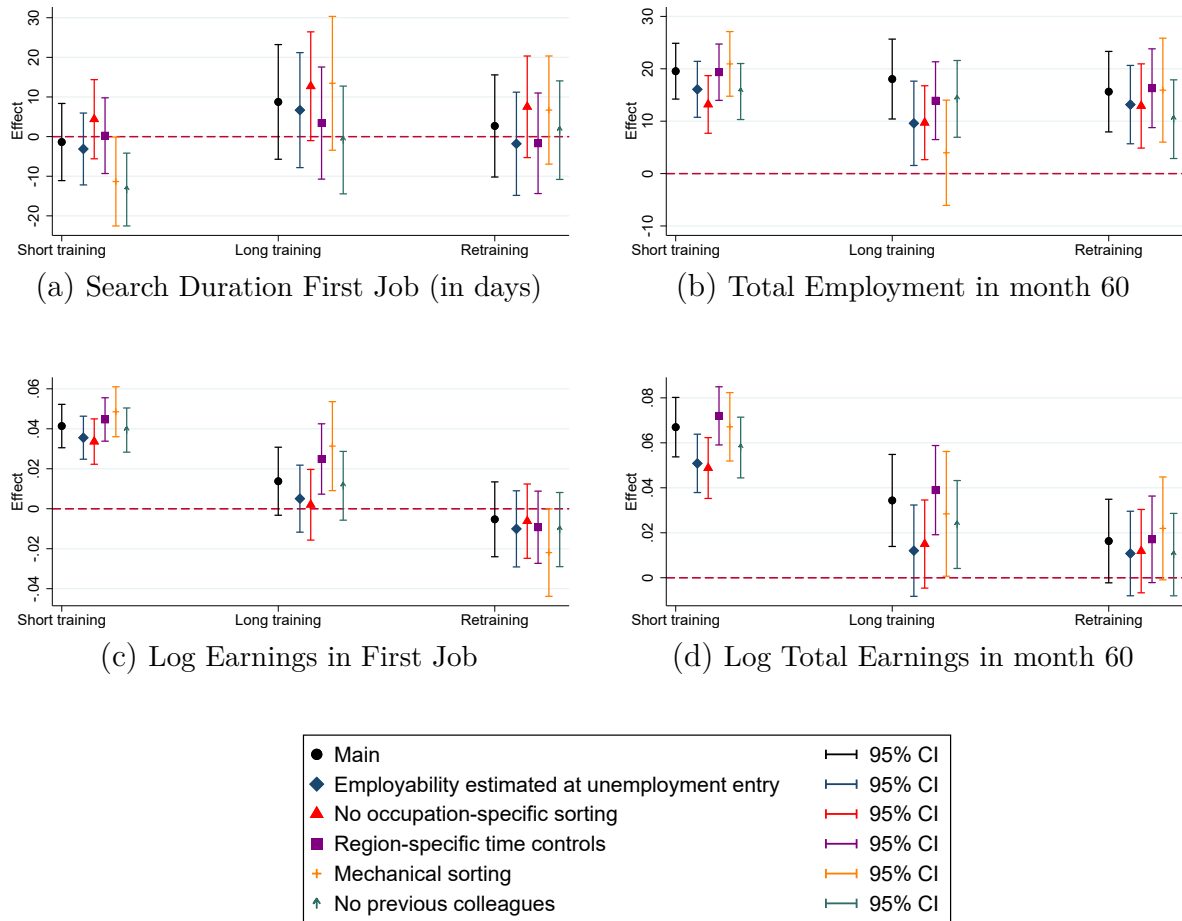 30
20
10
0
-10
-20
Effect
Short training
Long training
Retraining
(a) Search Duration First Job (in days)
30
20
10
0
-10
Effect
Short training
Long training
Retraining
(b) Total Employment in month 60
.06
.04
.02
0
-.02
-.04
Effect
Short training
Long training
Retraining
(c) Log Earnings in First Job
.08
.06
.04
.02
0
Effect
Short training
Long training
Retraining
(d) Log Total Earnings in month 60
Main 95% CI
Employability estimated at unemployment entry 95% CI
No occupation-specific sorting 95% CI
Region-specific time controls 95% CI
Mechanical sorting 95% CI
No previous colleagues 95% CI